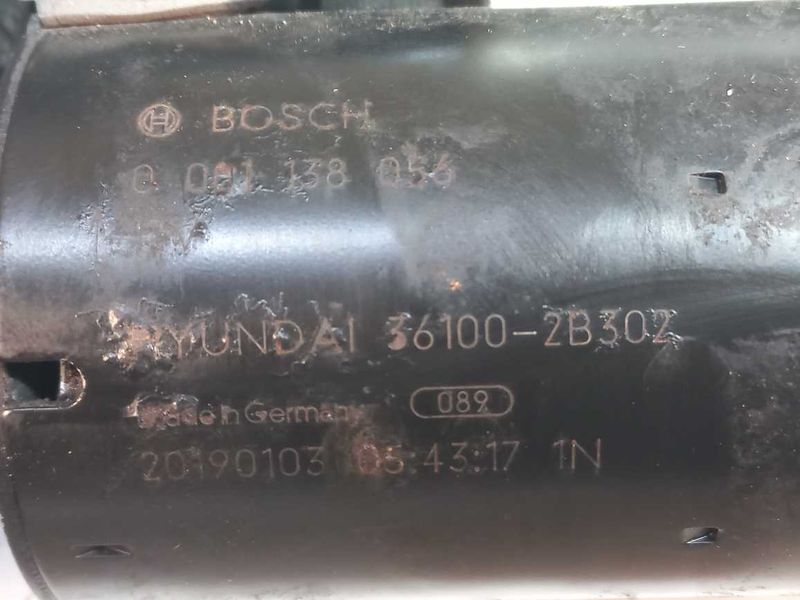 BOSCH
0 001 138 056
HYUNDAI 36100-2B302
Made in Germany 089
20190103 05:43:17 1N